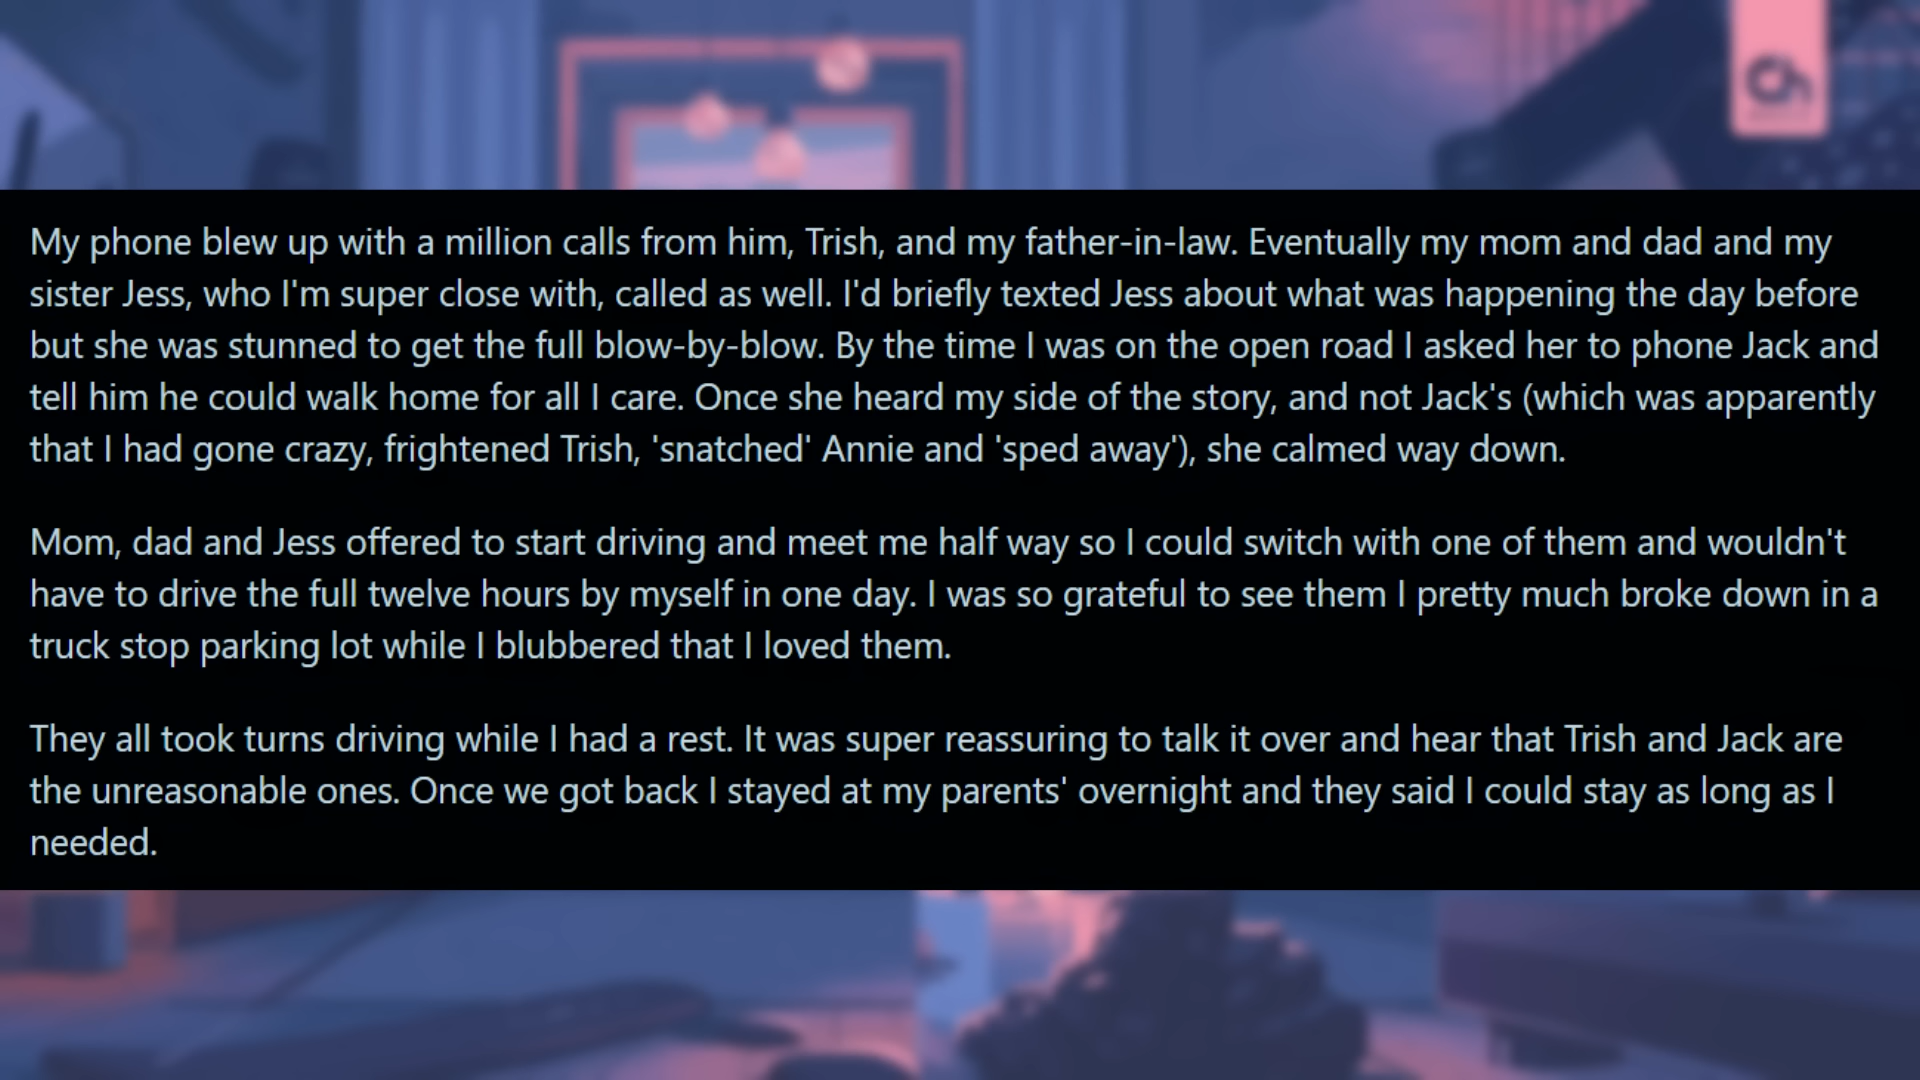 My phone blew up with a million calls from him, Trish, and my father-in-law. Eventually my mom and dad and my
sister Jess, who I'm super close with, called as well. I'd briefly texted Jess about what was happening the day before
but she was stunned to get the full blow-by-blow. By the time I was on the open road I asked her to phone Jack and
tell him he could walk home for all I care. Once she heard my side of the story, and not Jack's (which was apparently
that I had gone crazy, frightened Trish, 'snatched' Annie and 'sped away'), she calmed way down.
Mom, dad and Jess offered to start driving and meet me half way so I could switch with one of them and wouldn't
have to drive the full twelve hours by myself in one day. I was so grateful to see them I pretty much broke down in a
truck stop parking lot while I blubbered that I loved them.
They all took turns driving while I had a rest. It was super reassuring to talk it over and hear that Trish and Jack are
the unreasonable ones. Once we got back I stayed at my parents' overnight and they said I could stay as long as I
needed.